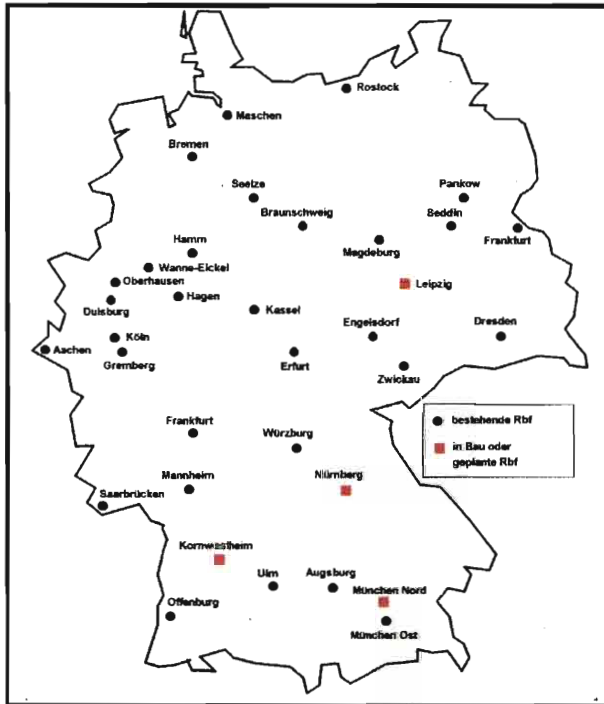 Rostock
Maschen
Bremen
Seelze
Pankow
Braunschweig
Seddin
Frankfurt
Hamm
Magdeburg
Wanne-Eickel
Oberhausen
Leipzig
Hagen
Duisburg
Kassel
Engelsdorf
Dresden
Köln
Aachen
Gremberg
Erfurt
Zwickau
bestehende Rbf
in Bau oder
geplante Rbf
Frankfurt
Würzburg
Mannheim
Nürnberg
Saarbrücken
Kornwestheim
Ulm
Augsburg
München Nord
Offenburg
München Ost